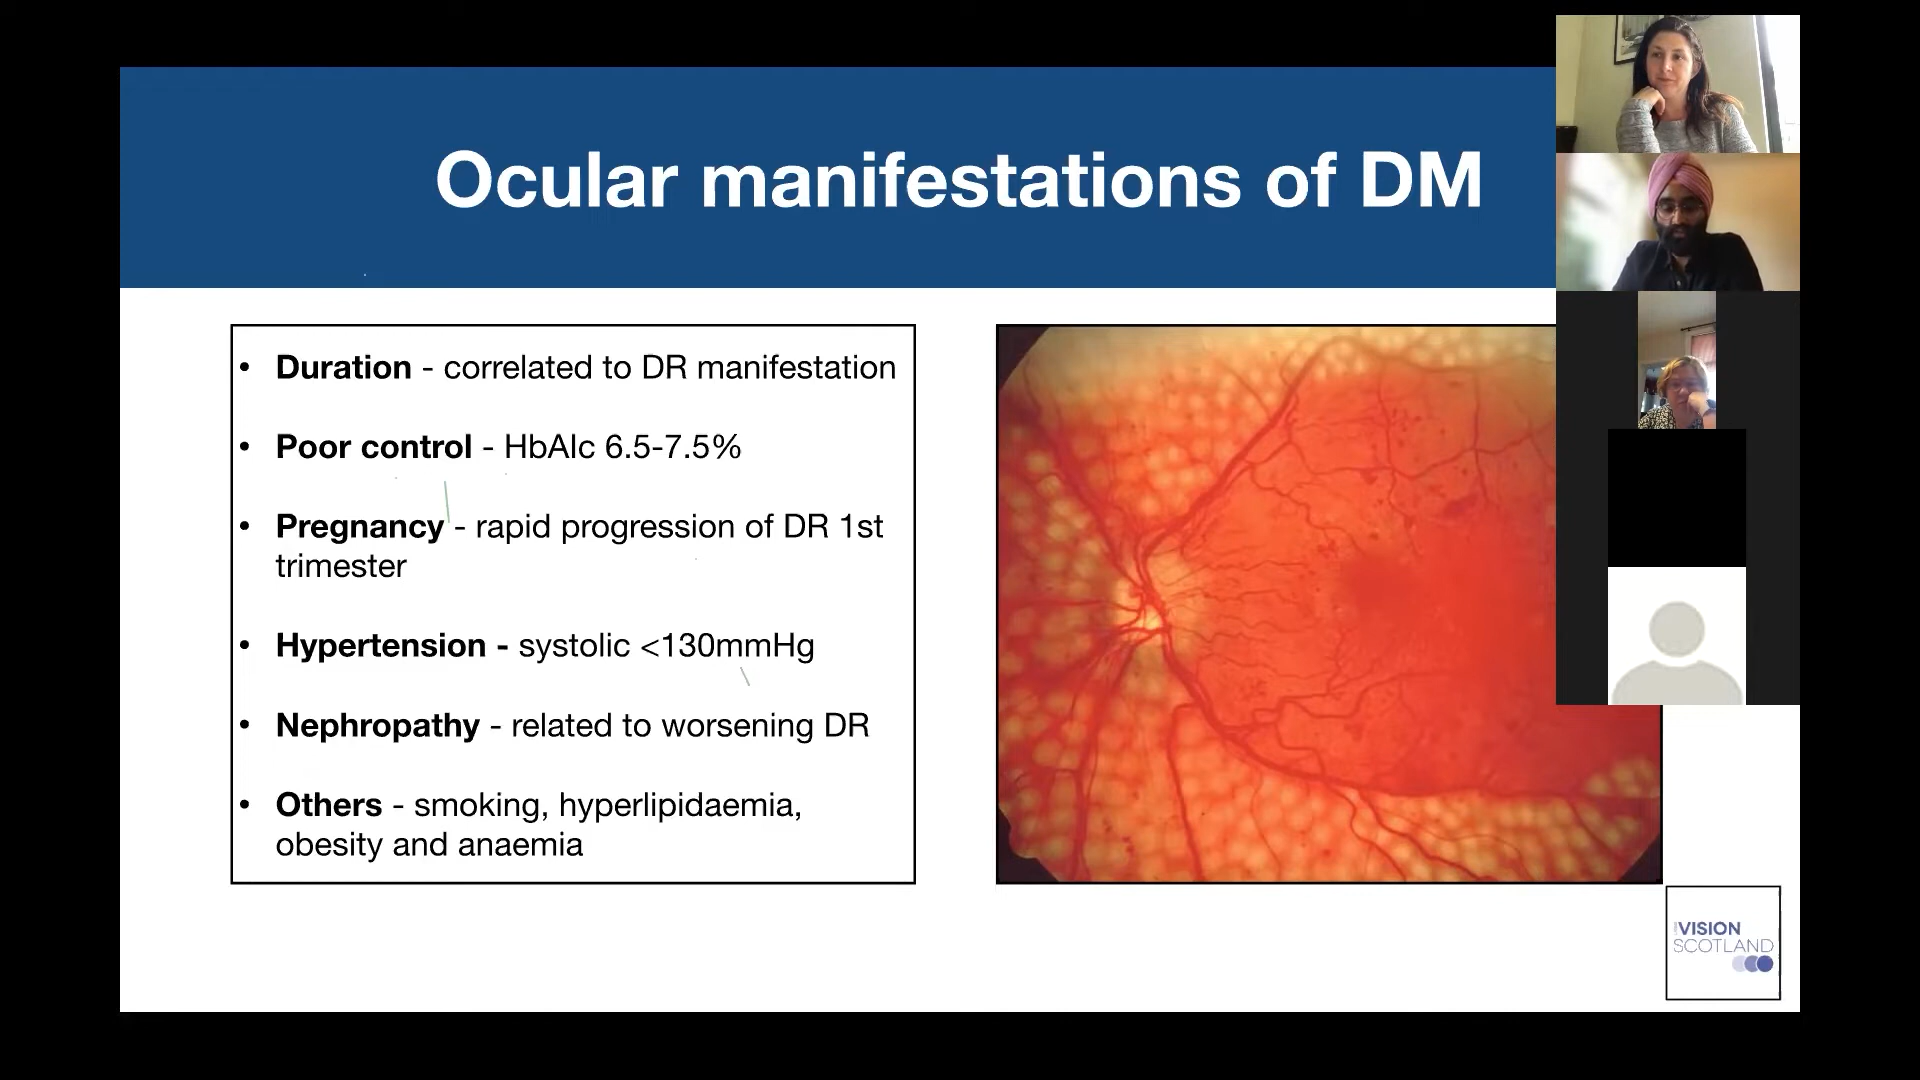 Ocular manifestations of DM
• Duration - correlated to DR manifestation
• Poor control - HbAlc 6.5-7.5%
• Pregnancy - rapid progression of DR 1st
trimester
• Hypertension - systolic <130mmHg
• Nephropathy - related to worsening DR
• Others - smoking, hyperlipidaemia,
obesity and anaemia
VISION
SCOTLAND